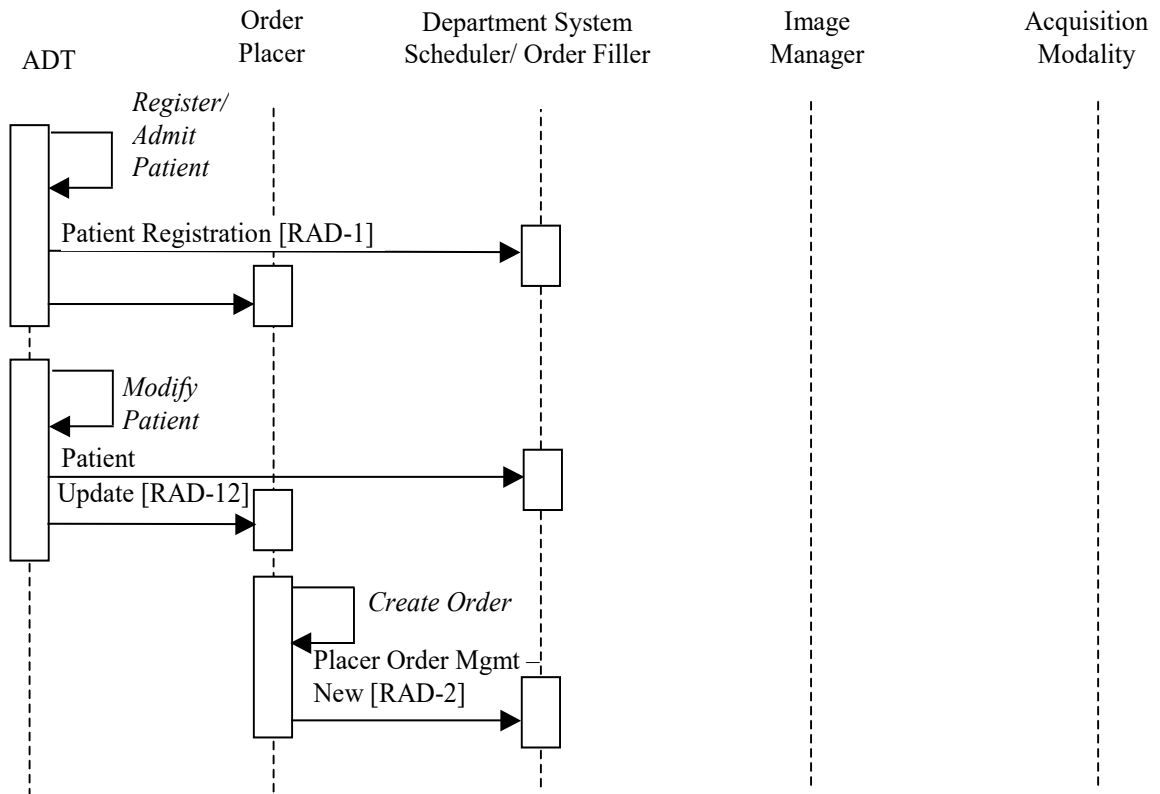 ADT
Order
Placer
Department System
Scheduler/ Order Filler
Image
Manager
Acquisition
Modality
Register/
Admit
Patient
Patient Registration [RAD-1]
Modify
Patient
Patient
Update [RAD-12]
Create Order
Placer Order Mgmt –
New [RAD-2]